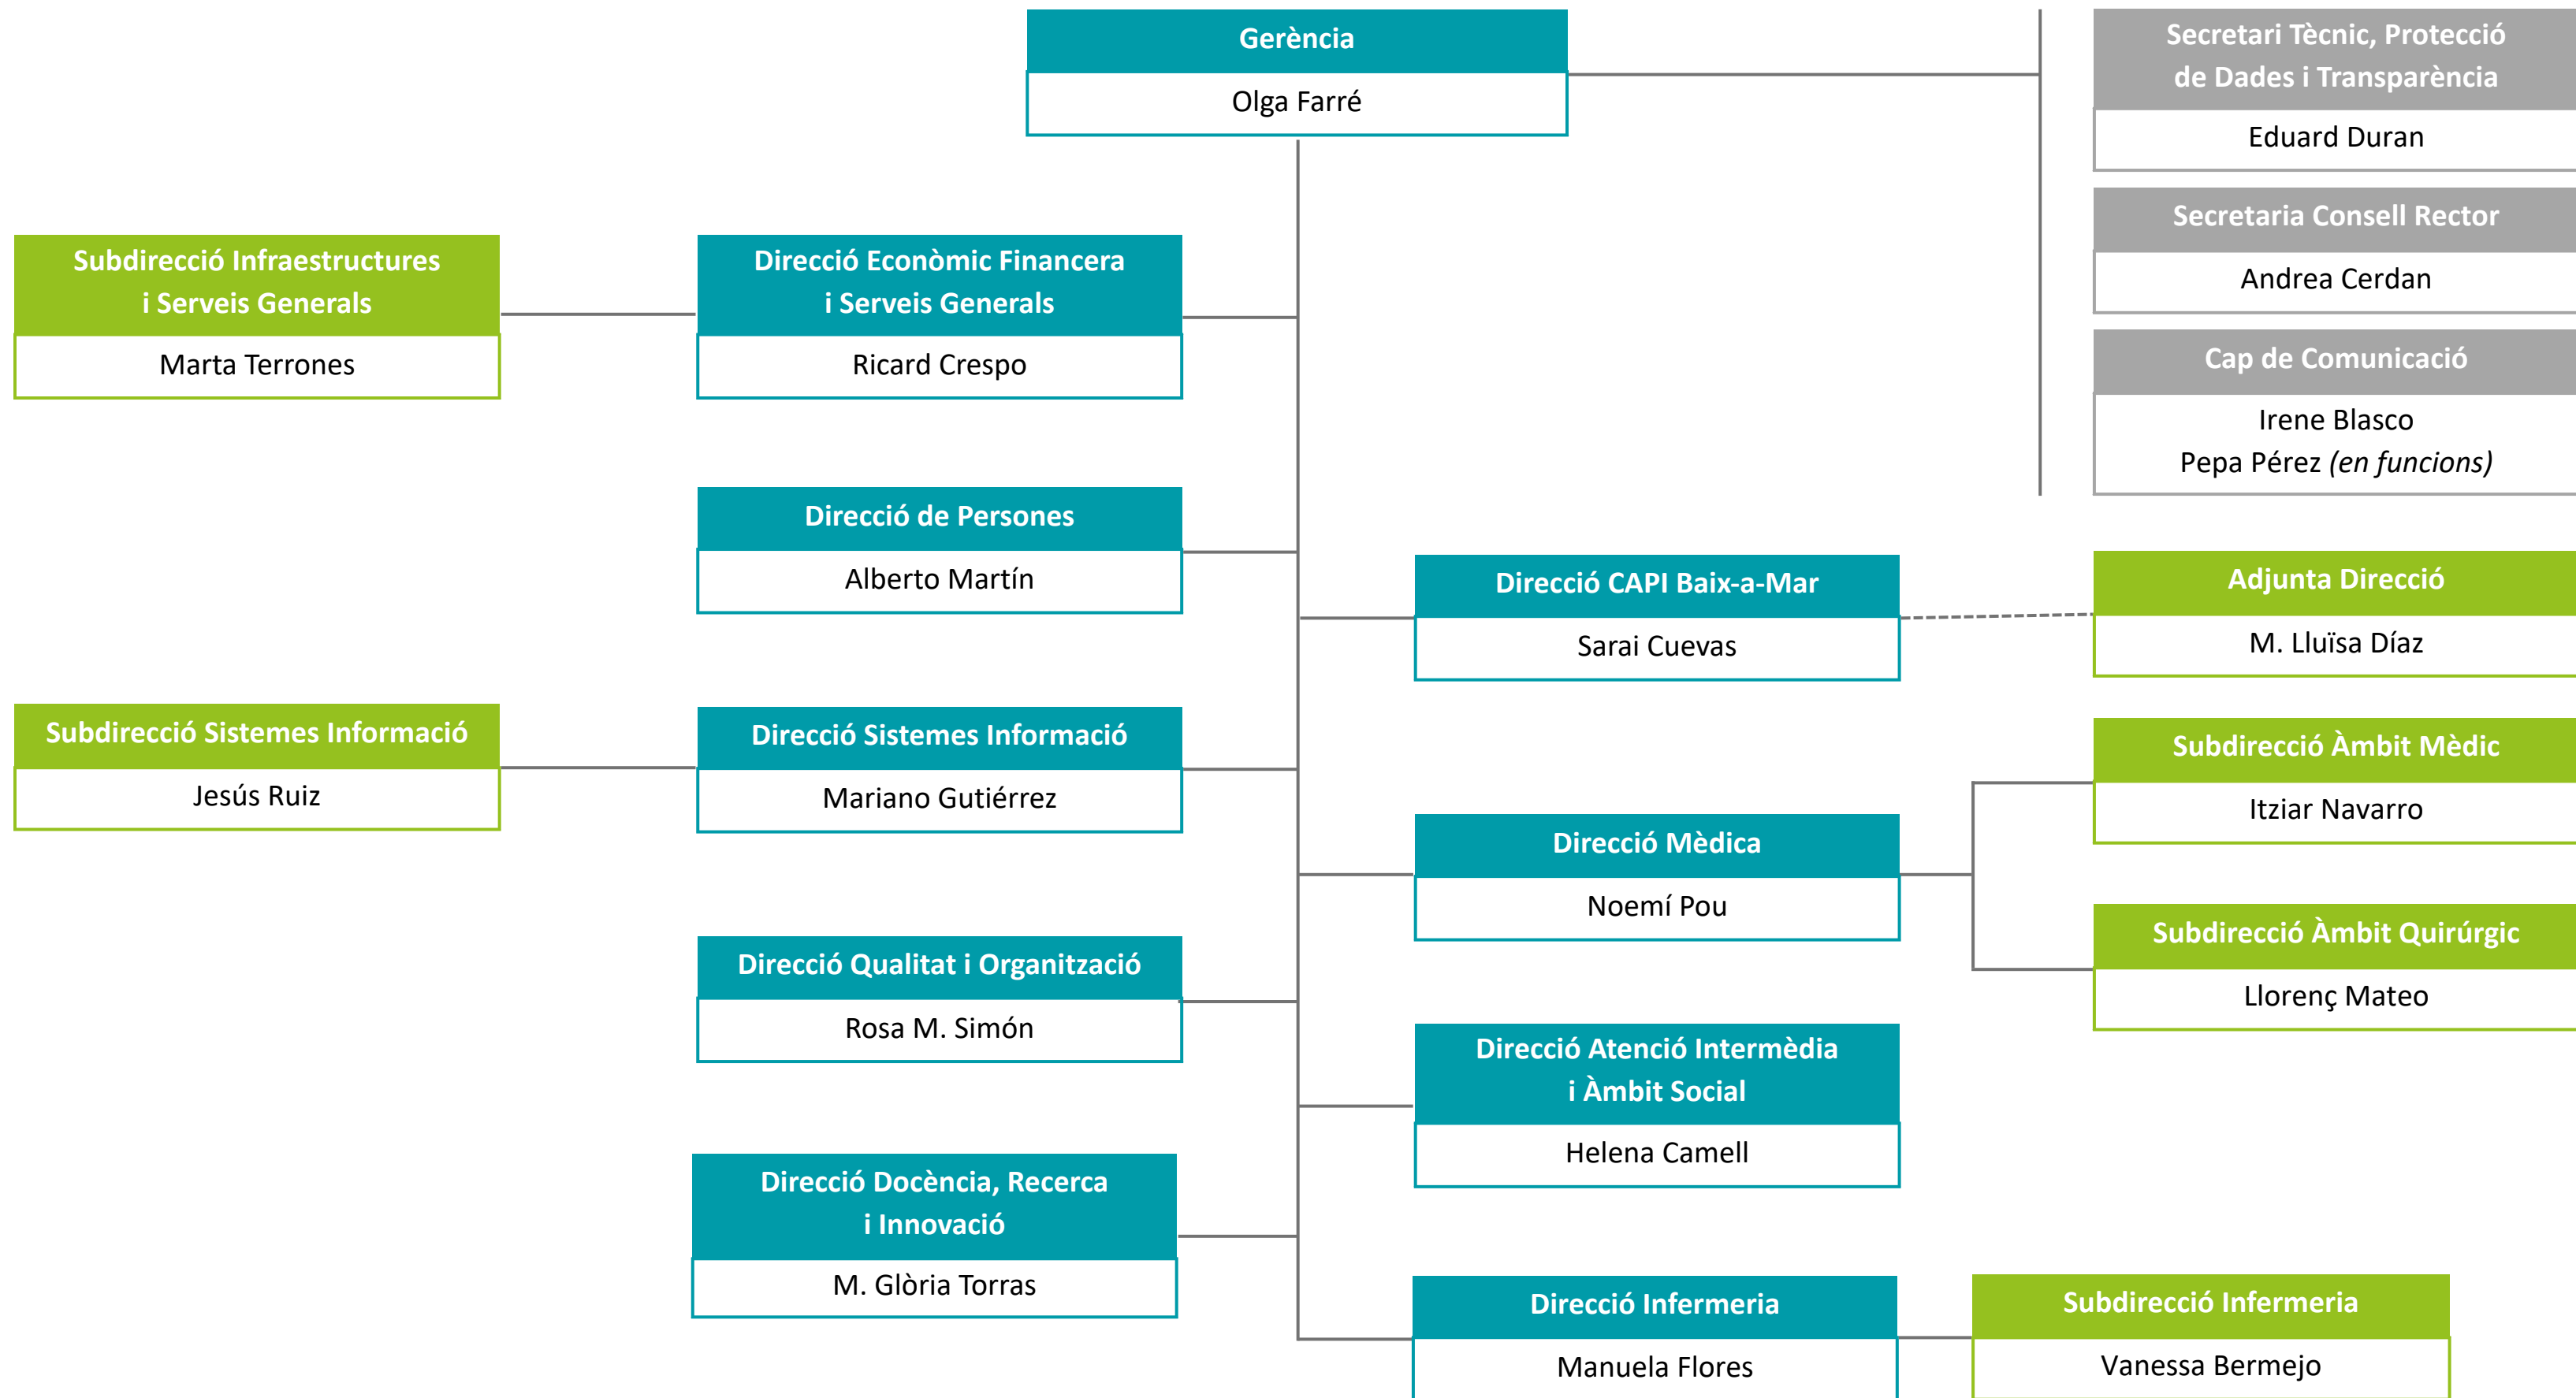 Gerència
Olga Farré
Secretari Tècnic, Protecció
de Dades i Transparència
Eduard Duran
Secretaria Consell Rector
Andrea Cerdan
Cap de Comunicació
Irene Blasco
Pepa Pérez (en funcions)
Subdirecció Infraestructures
i Serveis Generals
Marta Terrones
Direcció Econòmic Financera
i Serveis Generals
Ricard Crespo
Direcció de Persones
Alberto Martín
Direcció CAPI Baix-a-Mar
Sarai Cuevas
Adjunta Direcció
M. Lluïsa Díaz
Subdirecció Sistemes Informació
Jesús Ruiz
Direcció Sistemes Informació
Mariano Gutiérrez
Direcció Mèdica
Noemí Pou
Subdirecció Àmbit Mèdic
Itziar Navarro
Subdirecció Àmbit Quirúrgic
Llorenç Mateo
Direcció Qualitat i Organització
Rosa M. Simón
Direcció Atenció Intermèdia
i Àmbit Social
Helena Camell
Direcció Docència, Recerca
i Innovació
M. Glòria Torras
Direcció Infermeria
Manuela Flores
Subdirecció Infermeria
Vanessa Bermejo